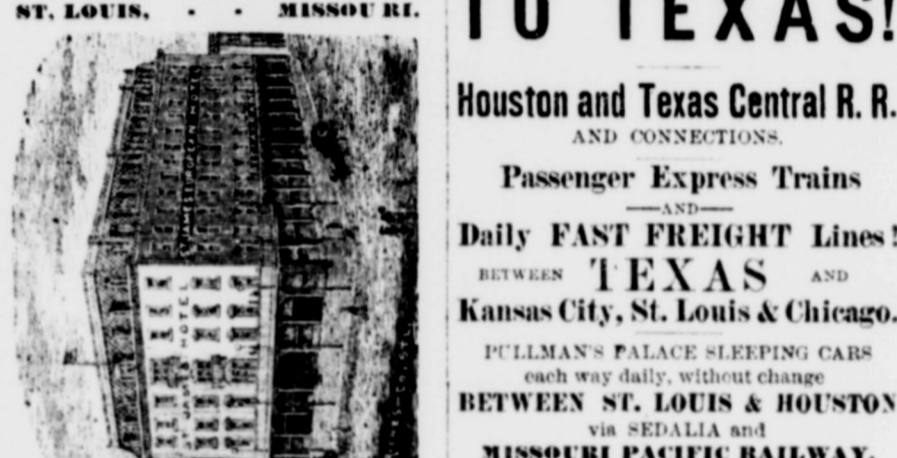 ST. LOUIS, - - MISSOURI.
TO TEXAS!
Houston and Texas Central R. R.
AND CONNECTIONS.
Passenger Express Trains
—AND—
Daily FAST FREIGHT Lines!
BETWEEN TEXAS AND
Kansas City, St. Louis & Chicago.
PULLMAN'S PALACE SLEEPING CARS
each way daily, without change
BETWEEN ST. LOUIS & HOUSTON
via SEDALIA and
MISSOURI PACIFIC RAILWAY.
HOTEL